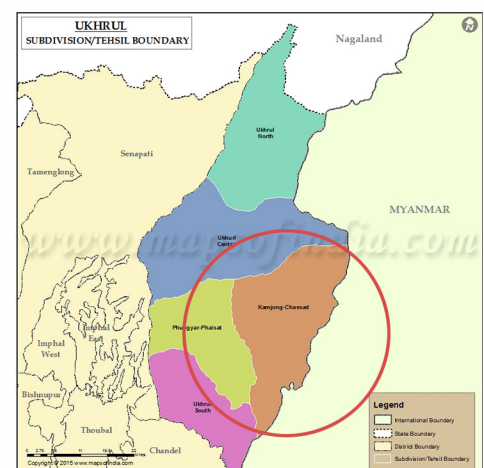 UKHRUL
SUBDIVISION/TEHSIL BOUNDARY
N
Nagaland
Ukhrul
North
Senapati
Tamenglong
MYANMAR
Ukhurl
Central
www.mapsofindia.com
Kamjong-Chassad
Phungyar-Phaisat
Imphal
East
Imphal
West
Bishnupur
Ukhrul
South
Thoubal
Chandel
Legend
International Boundary
State Boundary
District Boundary
Subdivision/Tehsil Boundary
Copyright © 2015 www.mapsofindia.com